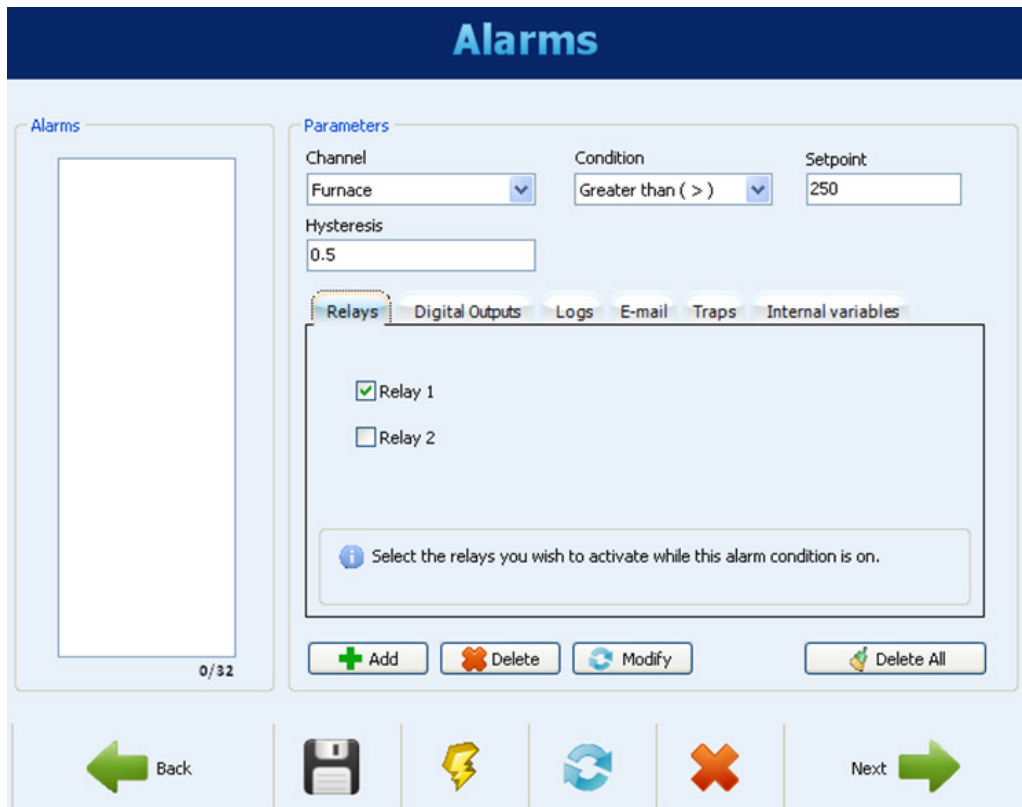 Alarms
Alarms
0/32
Parameters
Channel
Furnace
Condition
Greater than ( > )
Setpoint
250
Hysteresis
0.5
Relays Digital Outputs Logs E-mail Traps Internal variables
Relay 1
Relay 2
Select the relays you wish to activate while this alarm condition is on.
Add Delete Modify Delete All
Back Next